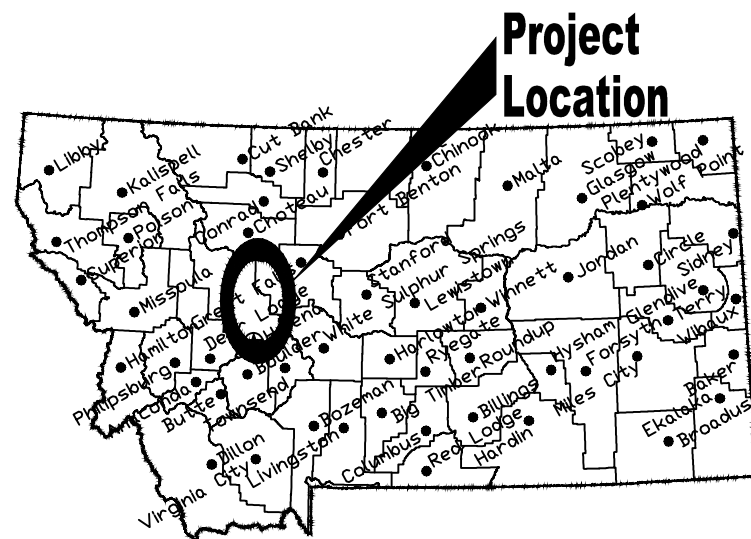 Project
Location
Libby
Kalispell
Cut Bank
Shelby
Chester
Chinook
Malta
Scobey
Glasgow
Plentywood
Wolf Point
Thompson Falls
Polson
Superior
Conrad
Choteau
Fort Benton
Missoula
Great Falls
Stanford
White Sulphur Springs
Lewistown
Winnett
Jordan
Circle
Sidney
Glendive
Terry
Wibaux
Hamilton
Deer Lodge
Helena
Boulder
Philipsburg
Anaconda
Butte
Townsend
Harlowton
Ryegate
Roundup
Hysham
Forsyth
Miles City
Baker
Ekalaka
Broadus
Bozeman
Livingston
Big Timber
Billings
Columbus
Red Lodge
Hardin
Dillon
Virginia City